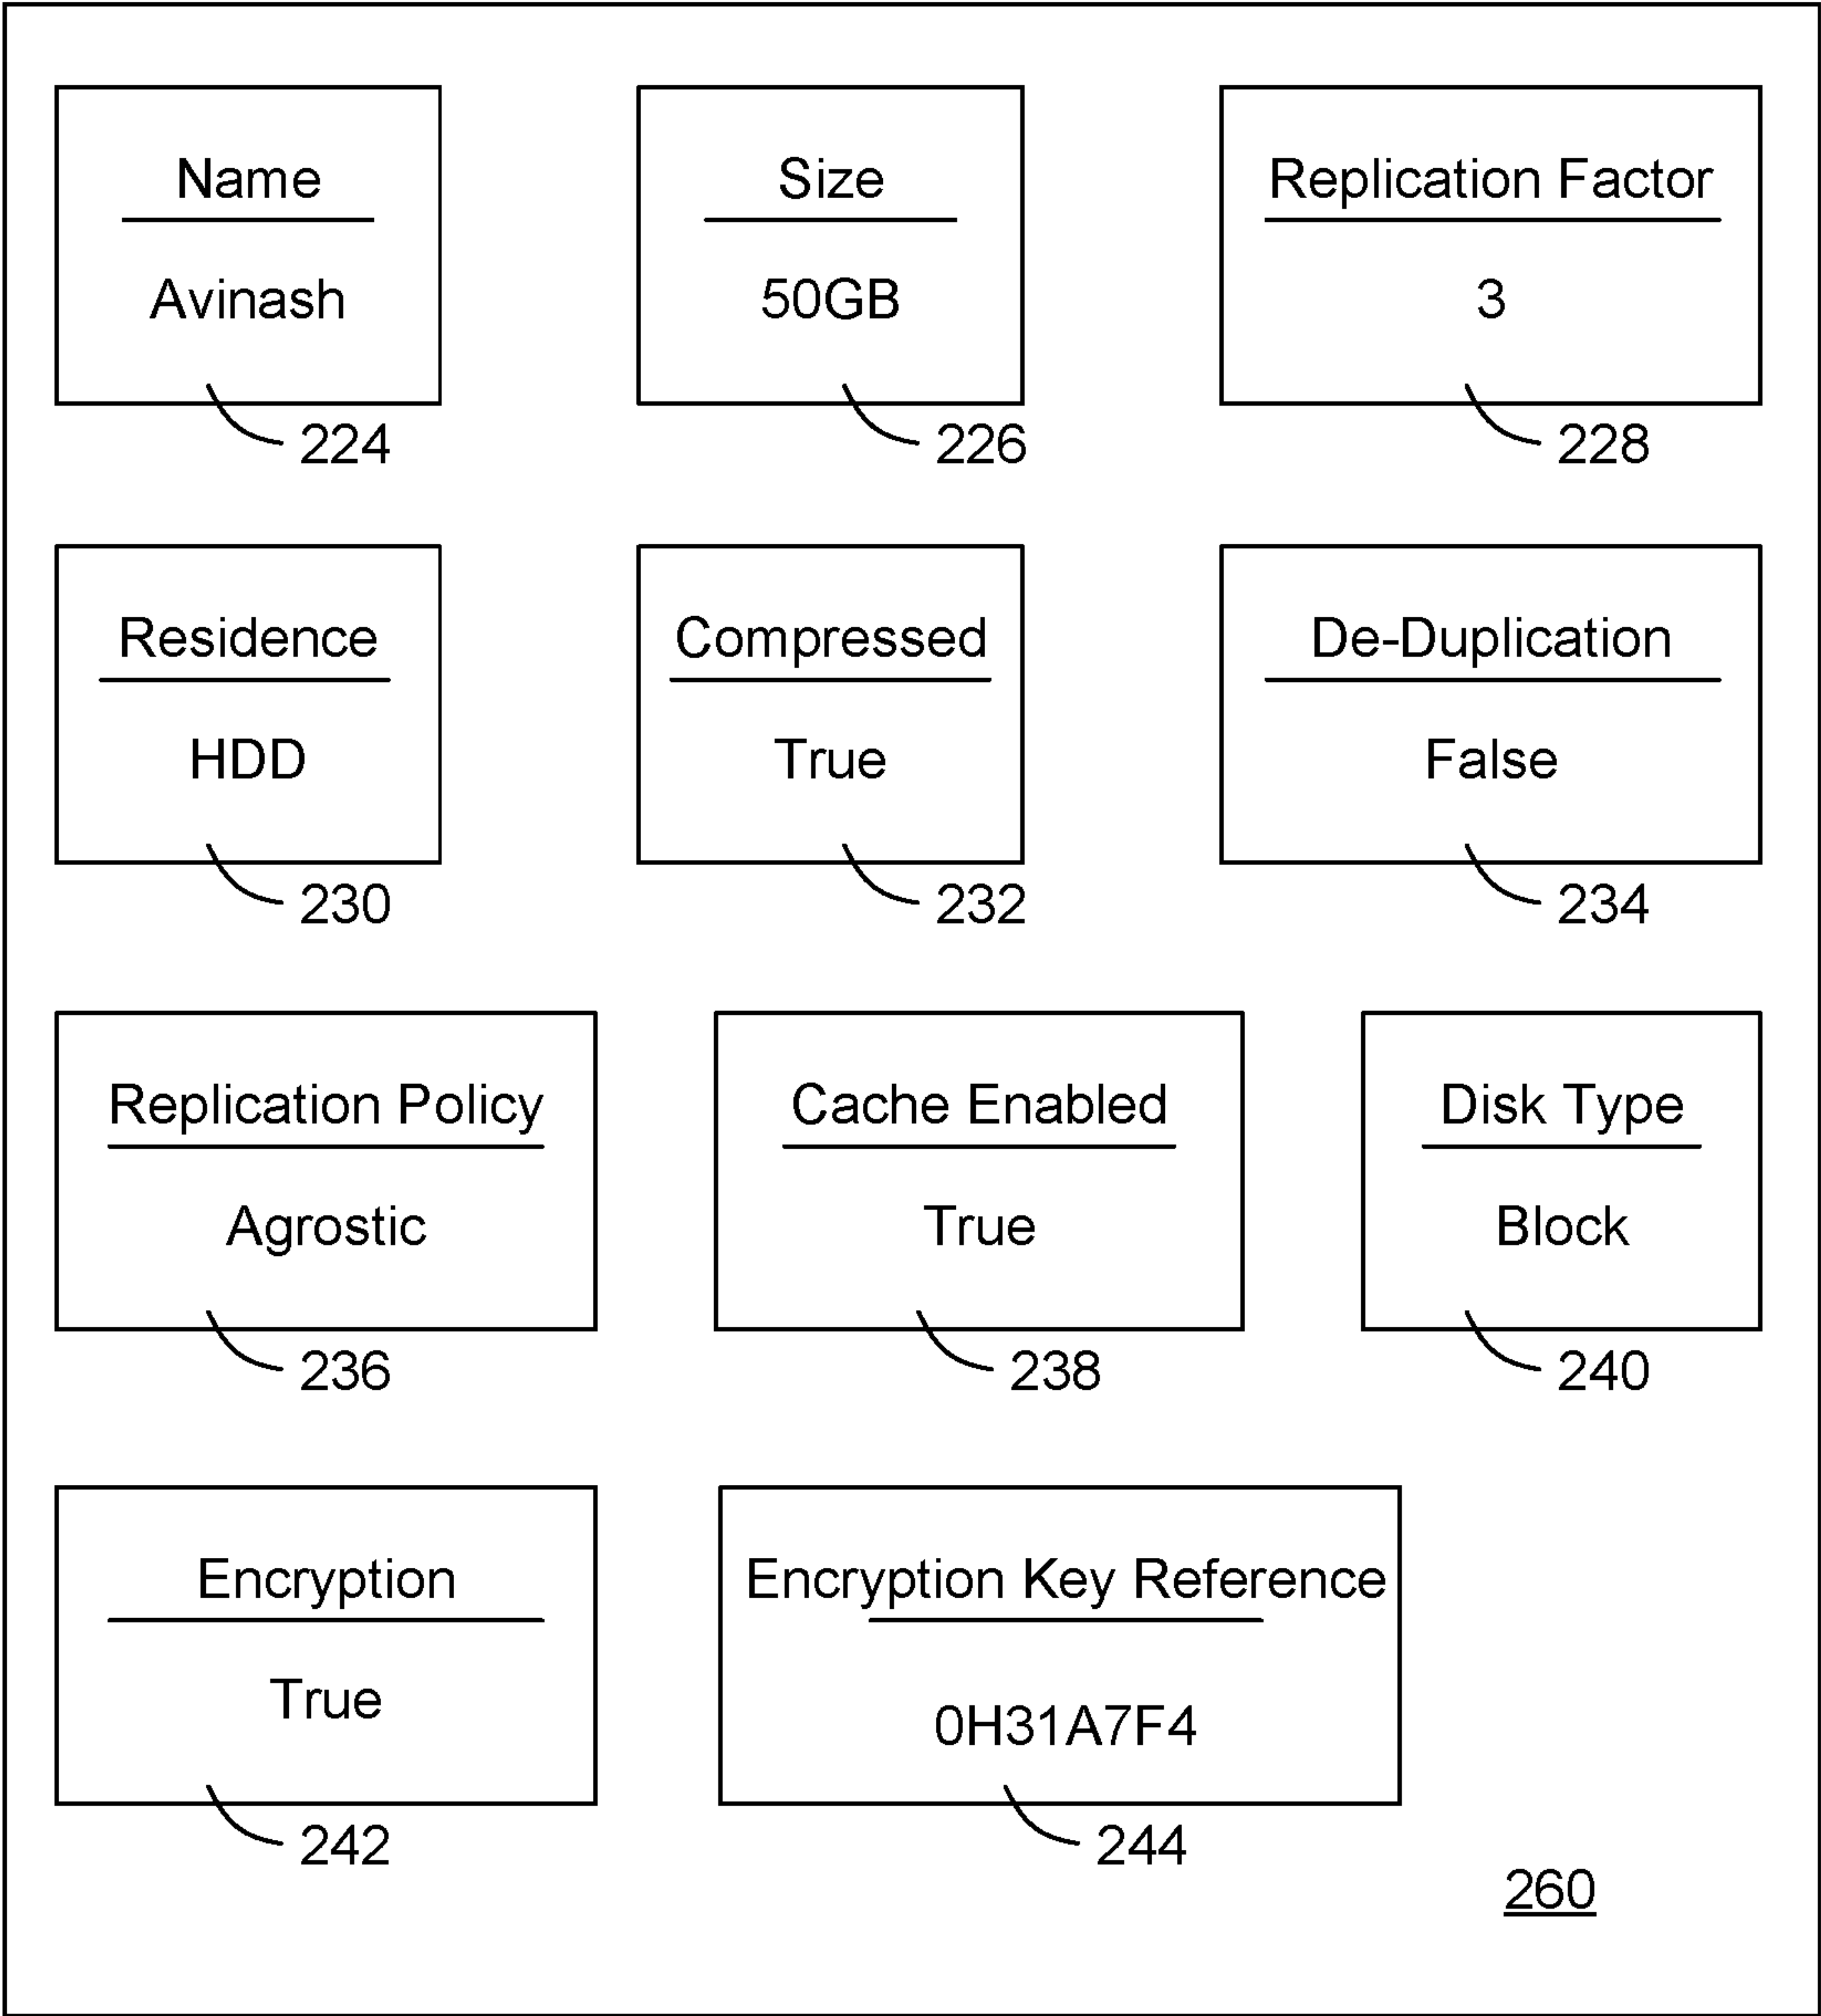 Name
Avinash
224
Size
50GB
226
Replication Factor
3
228
Residence
HDD
230
Compressed
True
232
De-Duplication
False
234
Replication Policy
Agrostic
236
Cache Enabled
True
238
Disk Type
Block
240
Encryption
True
242
Encryption Key Reference
0H31A7F4
244
260